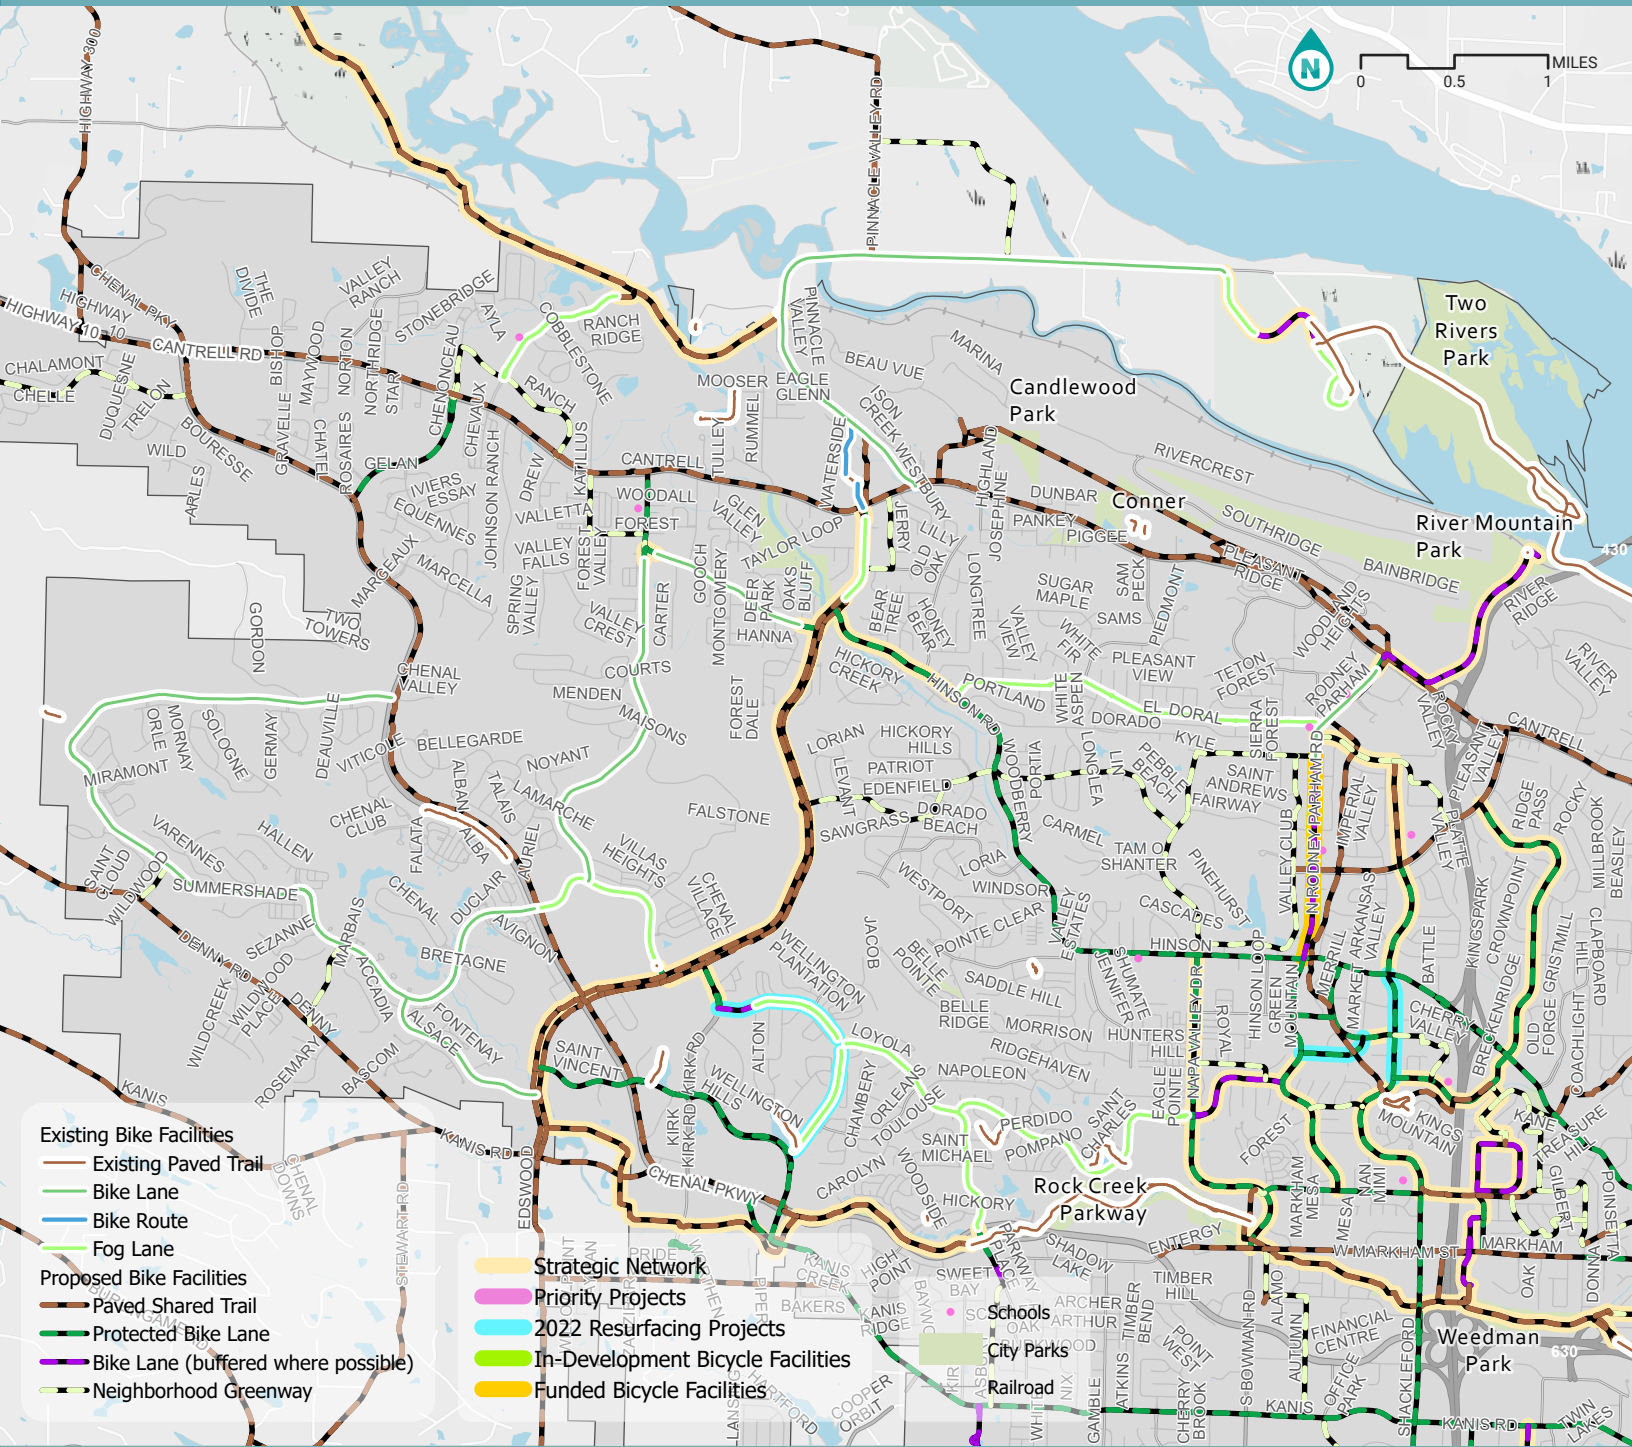 HIGHWAY 300
PINNACLE VALLEY RD
N
MILES
0
0.5
1
CHENAL PKY
HIGHWAY 10
HIGHWAY 10
THE
DIVIDE
VALLEY
RANCH
STONEBRIDGE
AYLA
COBBLESTONE
RANCH
RIDGE
PINNACLE
VALLEY
Two
Rivers
Park
CANTRELL RD
CHALAMONT
CHELLE
DUQUESNE
TRELON
BISHOP
MAYWOOD
NORTON
NORTHRIDGE
STARR
CHENONCEAU
CHEVAUX
RANCH
MOOSER
EAGLE
GLENN
BEAU VUE
MARINA
Candlewood
Park
ISON
CREEK
WESTBURY
WILD
BOURESSE
ARLES
GRAVELLE
CHATEL
ROSAIRES
GELAN
JOHNSON RANCH
DREW
KATILLUS
CANTRELL
TULLEY
RUMMEL
WATERSIDE
HIGHLAND
JOSEPHINE
RIVERCREST
IVIERS
ESSAY
EQUENNES
VALLETTA
WOODALL
FOREST
GLEN
VALLEY
TAYLOR LOOP
JERRY
LILLY
OLD
OAK
DUNBAR
PANKEY
PIGGEE
Conner
SOUTHRIDGE
River Mountain
Park
430
MARGEAUX
MARCELLA
VALLEY
FALLS
FOREST
VALLEY
SPRING
VALLEY
GOOCH
MONTGOMERY
DEER
PARK
OAKS
BLUFF
LONGTREE
SUGAR
MAPLE
SAM
PECK
PIEDMONT
PLEASANT
RIDGE
BAINBRIDGE
RIVER
RIDGE
GORDON
TWO
TOWERS
VALLEY
CREST
CARTER
HANNA
BEAR
TREE
HONEY
BEAR
VALLEY
VIEW
WHITE
FIR
SAMS
WOODLAND
HEIGHTS
CHENAL
VALLEY
COURTS
MENDEN
MAISONS
FOREST
DALE
HICKORY
CREEK
HINSON RD
PORTLAND
WHITE
ASPEN
PLEASANT
VIEW
TETON
FOREST
RODNEY
PARHAM
RIVER
VALLEY
ORLE
MORNAY
SOLOGNE
GERMAY
DEAUVILLE
VITICOLE
BELLEGARDE
NOYANT
LORIAN
HICKORY
HILLS
EL DORAL
DORADO
KYLE
SIERRA
FOREST
ROCKY
VALLEY
CANTRELL
MIRAMONT
ALBANI
TALAIS
LAMARCHE
LEVANT
PATRIOT
EDENFIELD
WOODBERRY
PORTIA
LONGLEA
LIN
PEBBLE
BEACH
SAINT
ANDREWS
FAIRWAY
PLEASANT
VALLEY
IMPERIAL
VALLEY
RIDGE
PASS
ROCKY
MILLBROOK
BEASLEY
VARENNES
HALLEN
CHENAL
CLUB
FALATA
ALBA
AURIEL
FALSTONE
SAWGRASS
DORADO
BEACH
CARMEL
TAM O
SHANTER
VALLEY CLUB
N RODNEY PARHAM RD
PLATTE
VALLEY
SAINT
CLOUD
WILDWOOD
SUMMERSHADE
CHENAL
DUCLAIR
VILLAS
HEIGHTS
CHENAL
VILLAGE
WESTPORT
LORIA
WINDSOR
PINEHURST
CASCADES
KINGSPARK
CROWNPOINT
DENNY RD
SEZANNE
MARBAIS
AVIGNON
WELLINGTON
PLANTATION
JACOB
POINTE CLEAR
VALLEY
ESTATES
HINSON
ARKANSAS
VALLEY
BATTLE
GRISTMILL
OLD
FORGE
CLAPBOARD
HILL
WILDCREEK
WILDWOOD
PLACE
DENNY
ACCADIA
BRETAGNE
BELLE
POINTE
SADDLE HILL
SHUMATE
JENNIFER
HINSON LOOP
GREEN
MOUNTAIN
MERRILL
MARKET
ALSACE
FONTENAY
BELLE
RIDGE
MORRISON
RIDGEHAVEN
HUNTERS
HILL
NAPA VALLEY DR
ROYAL
CHERRY
VALLEY
BRECKENRIDGE
COACHLIGHT
ROSEMARY
BASCOM
SAINT
VINCENT
KIRK RD
ALTON
LOYOLA
NAPOLEON
EAGLE
POINTE
KANIS
WELLINGTON
HILLS
CHAMBERY
ORLEANS
TOULOUSE
PERDIDO
SAINT
CHARLES
POMPANO
FOREST
KINGS
MOUNTAIN
KANE
TREASURE
HILL
KANIS RD
KIRK
KIRK RD
SAINT
MICHAEL
CAROLYN
WOODSIDE
HICKORY
Rock Creek
Parkway
MARKHAM
MESA
MESA
NAN
MIMI
GILBERT
POINSETTA
EDSWOOD
CHENAL PKWY
CHENAL
DOWNS
STEWART RD
BURLINGAME RD
ENTERGY
W MARKHAM ST
MARKHAM
PRIDE
PIPER
KANIS
CREEK
HIGH
POINT
PARKWAY
PLACE
SHADOW
LAKE
SWEET
BAY
TIMBER
HILL
OAK
DONNA
BAKERS
KANIS
RIDGE
ARCHER
ARTHUR
TIMBER
BEND
ALAMO
AUTUMN
S BOWMAN RD
FINANCIAL
CENTRE
Weedman
Park
630
HARTFORD
COOPER
ORBIT
NIX
GAMBLE
ATKINS
POINT
WEST
CHERRY
BROOK
OFFICE
PARK
SHACKLEFORD
KANIS
KANIS RD
TWIN
LAKES
Existing Bike Facilities
Existing Paved Trail
Bike Lane
Bike Route
Fog Lane
Proposed Bike Facilities
Paved Shared Trail
Protected Bike Lane
Bike Lane (buffered where possible)
Neighborhood Greenway
Strategic Network
Priority Projects
2022 Resurfacing Projects
In-Development Bicycle Facilities
Funded Bicycle Facilities
Schools
City Parks
Railroad